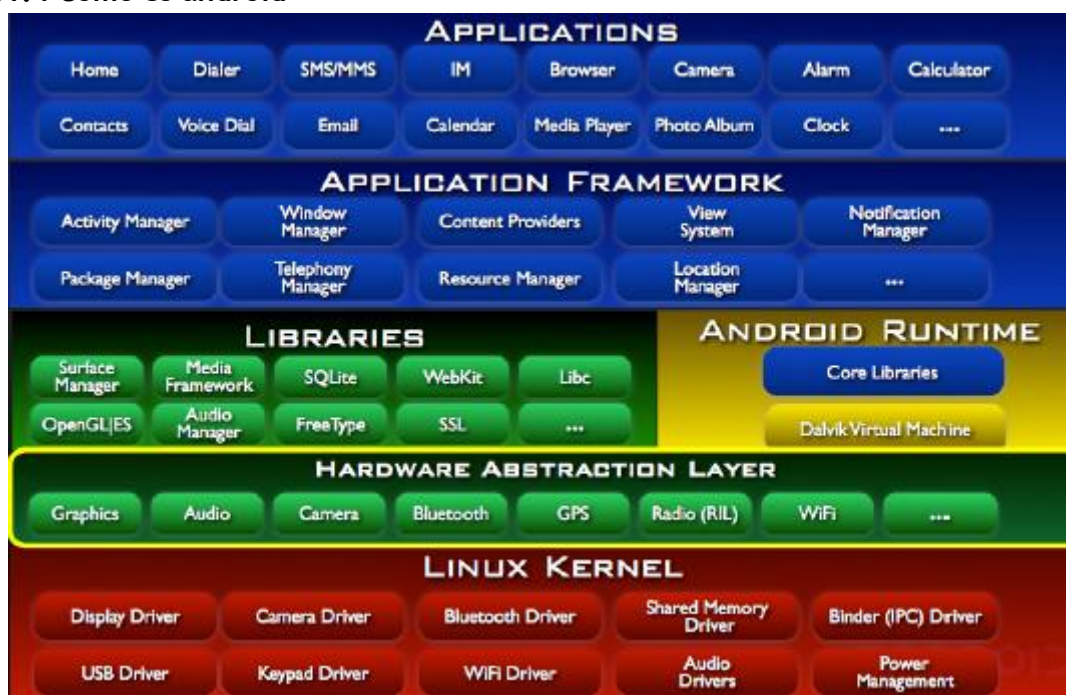 APPLICATIONS
Home Dialer SMS/MMS IM Browser Camera Alarm Calculator
Contacts Voice Dial Email Calendar Media Player Photo Album Clock ....
APPLICATION FRAMEWORK
Activity Manager Window Manager Content Providers View System Notification Manager
Package Manager Telephony Manager Resource Manager Location Manager ...
LIBRARIES
Surface Manager Media Framework SQLite WebKit Libc
OpenGL|ES Audio Manager FreeType SSL ...
ANDROID RUNTIME
Core Libraries
Dalvik Virtual Machine
HARDWARE ABSTRACTION LAYER
Graphics Audio Camera Bluetooth GPS Radio (RIL) WiFi ....
LINUX KERNEL
Display Driver Camera Driver Bluetooth Driver Shared Memory Driver Binder (IPC) Driver
USB Driver Keypad Driver WiFi Driver Audio Drivers Power Management